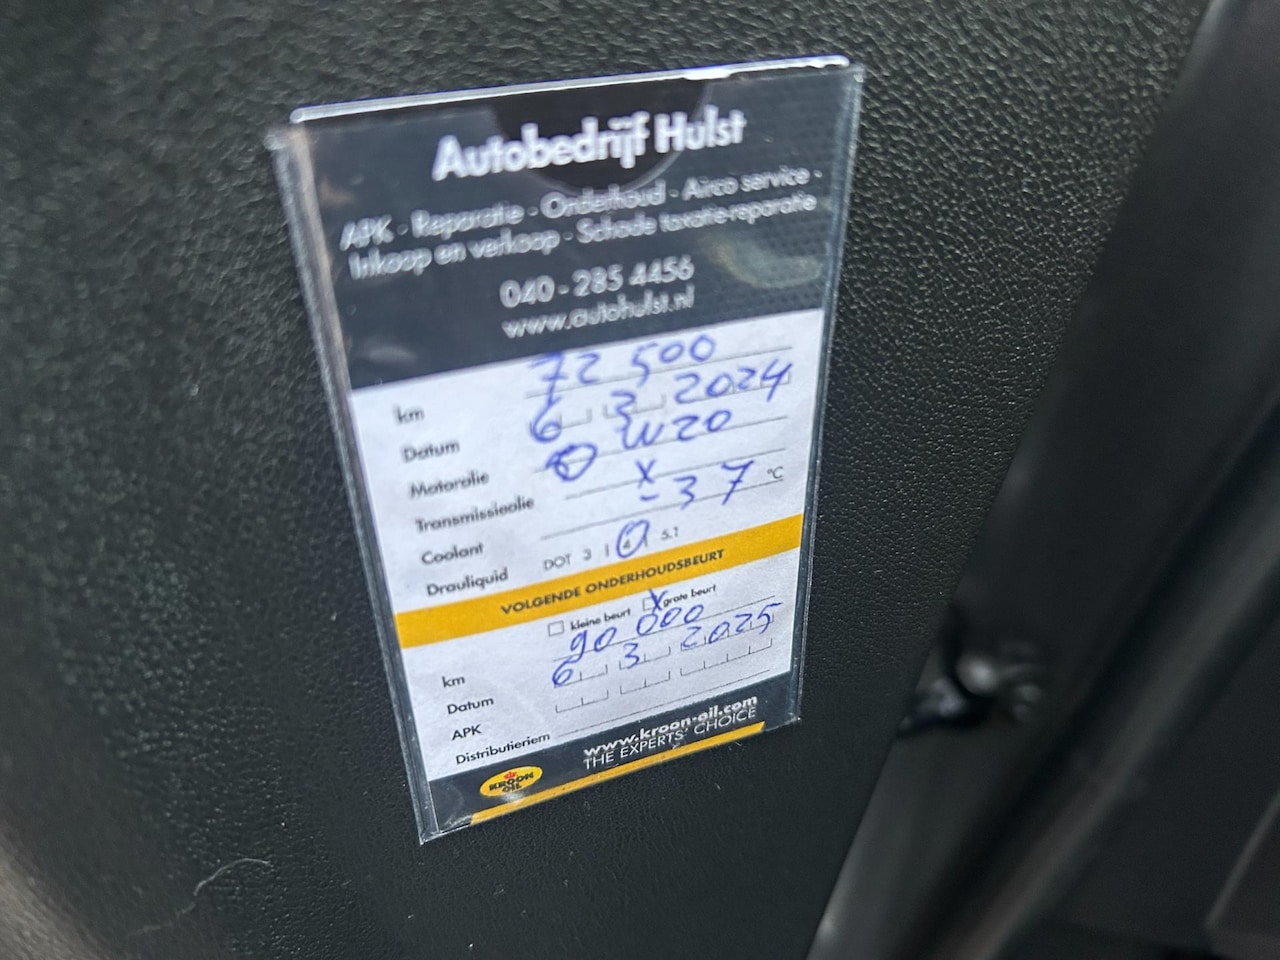 Autobedrijf Hulst
APK - Reparatie - Onderhoud - Airco service -
Inkoop en verkoop - Schade taxatie-reparatie
040 - 285 4456
www.autohulst.nl
km 72 500
Datum 6 3 2024
Motorolie 0 W20
Transmissieolie X
Coolant -37 °C
Drauliquid DOT 3 | 4 | 5.1
VOLGENDE ONDERHOUDSBEURT
kleine beurt X grote beurt
km 90 000
Datum 6 3 2025
APK
Distributieriem
KROON OIL
www.kroon-oil.com
THE EXPERTS' CHOICE